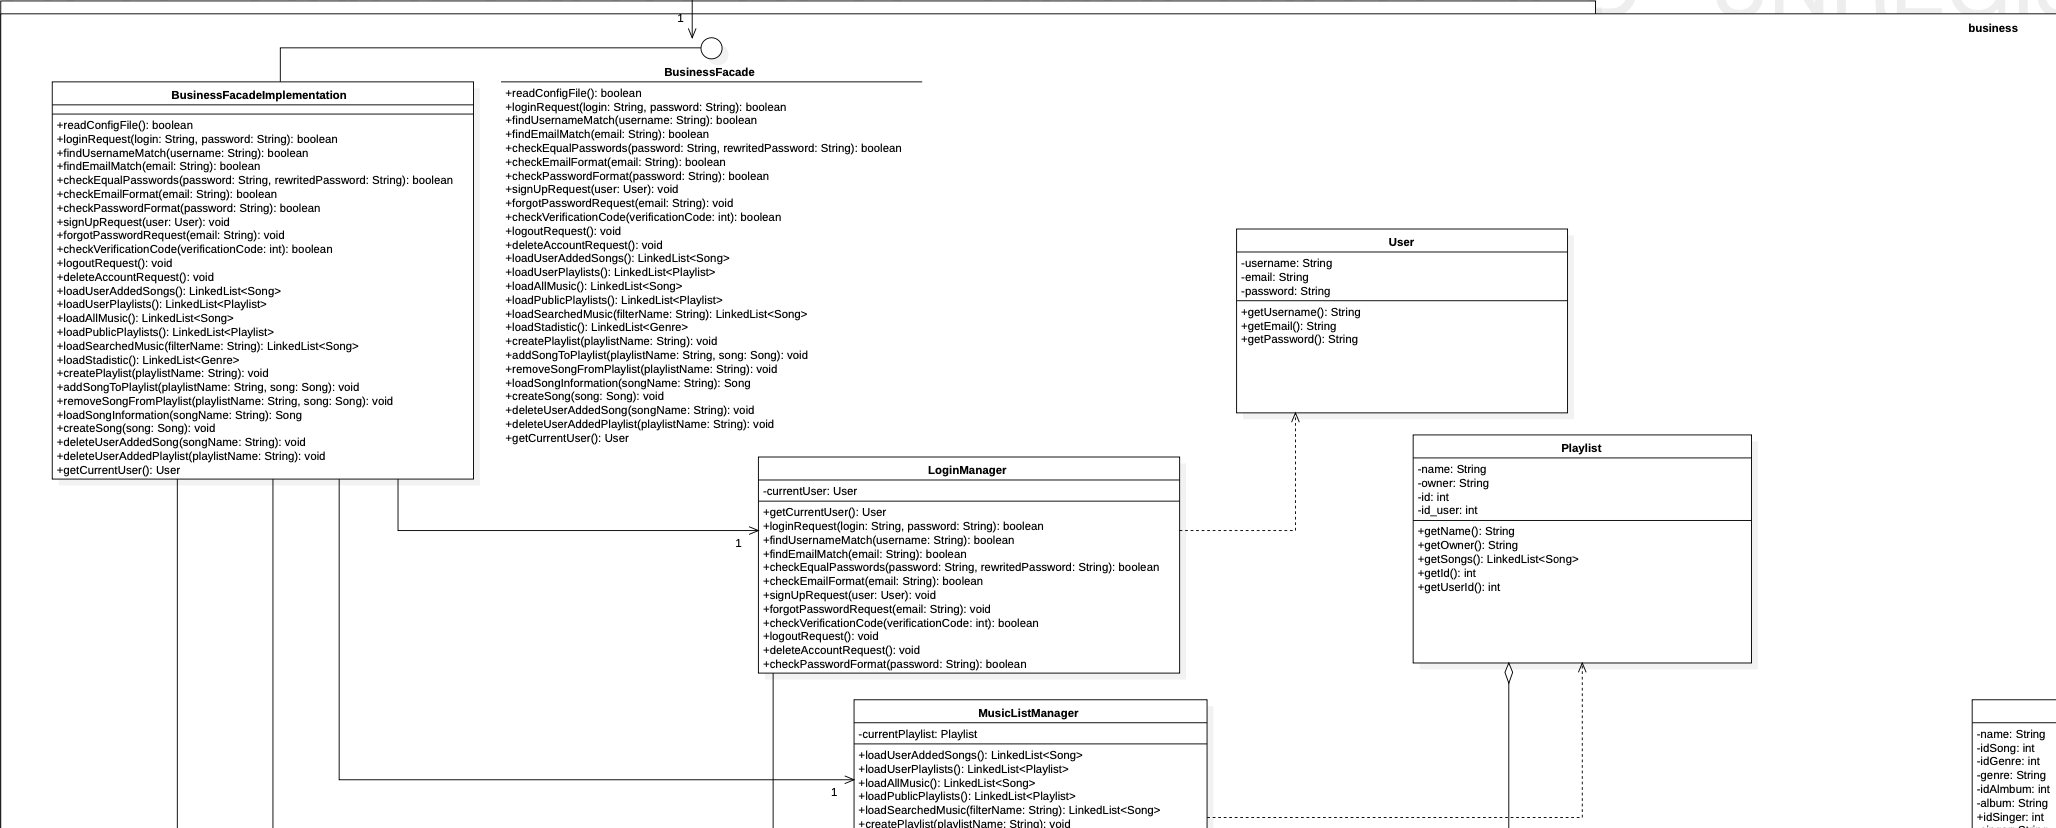 1
business
BusinessFacade
+readConfigFile(): boolean
+loginRequest(login: String, password: String): boolean
+findUsernameMatch(username: String): boolean
+findEmailMatch(email: String): boolean
+checkEqualPasswords(password: String, rewritedPassword: String): boolean
+checkEmailFormat(email: String): boolean
+checkPasswordFormat(password: String): boolean
+signUpRequest(user: User): void
+forgotPasswordRequest(email: String): void
+checkVerificationCode(verificationCode: int): boolean
+logoutRequest(): void
+deleteAccountRequest(): void
+loadUserAddedSongs(): LinkedList<Song>
+loadUserPlaylists(): LinkedList<Playlist>
+loadAllMusic(): LinkedList<Song>
+loadPublicPlaylists(): LinkedList<Playlist>
+loadSearchedMusic(filterName: String): LinkedList<Song>
+loadStadistic(): LinkedList<Genre>
+createPlaylist(playlistName: String): void
+addSongToPlaylist(playlistName: String, song: Song): void
+removeSongFromPlaylist(playlistName: String): void
+loadSongInformation(songName: String): Song
+createSong(song: Song): void
+deleteUserAddedSong(songName: String): void
+deleteUserAddedPlaylist(playlistName: String): void
+getCurrentUser(): User
BusinessFacadeImplementation
+readConfigFile(): boolean
+loginRequest(login: String, password: String): boolean
+findUsernameMatch(username: String): boolean
+findEmailMatch(email: String): boolean
+checkEqualPasswords(password: String, rewritedPassword: String): boolean
+checkEmailFormat(email: String): boolean
+checkPasswordFormat(password: String): boolean
+signUpRequest(user: User): void
+forgotPasswordRequest(email: String): void
+checkVerificationCode(verificationCode: int): boolean
+logoutRequest(): void
+deleteAccountRequest(): void
+loadUserAddedSongs(): LinkedList<Song>
+loadUserPlaylists(): LinkedList<Playlist>
+loadAllMusic(): LinkedList<Song>
+loadPublicPlaylists(): LinkedList<Playlist>
+loadSearchedMusic(filterName: String): LinkedList<Song>
+loadStadistic(): LinkedList<Genre>
+createPlaylist(playlistName: String): void
+addSongToPlaylist(playlistName: String, song: Song): void
+removeSongFromPlaylist(playlistName: String, song: Song): void
+loadSongInformation(songName: String): Song
+createSong(song: Song): void
+deleteUserAddedSong(songName: String): void
+deleteUserAddedPlaylist(playlistName: String): void
+getCurrentUser(): User
User
-username: String
-email: String
-password: String
+getUsername(): String
+getEmail(): String
+getPassword(): String
Playlist
-name: String
-owner: String
-id: int
-id_user: int
+getName(): String
+getOwner(): String
+getSongs(): LinkedList<Song>
+getId(): int
+getUserId(): int
LoginManager
-currentUser: User
+getCurrentUser(): User
+loginRequest(login: String, password: String): boolean
+findUsernameMatch(username: String): boolean
+findEmailMatch(email: String): boolean
+checkEqualPasswords(password: String, rewritedPassword: String): boolean
+checkEmailFormat(email: String): boolean
+signUpRequest(user: User): void
+forgotPasswordRequest(email: String): void
+checkVerificationCode(verificationCode: int): boolean
+logoutRequest(): void
+deleteAccountRequest(): void
+checkPasswordFormat(password: String): boolean
1
MusicListManager
-currentPlaylist: Playlist
+loadUserAddedSongs(): LinkedList<Song>
+loadUserPlaylists(): LinkedList<Playlist>
+loadAllMusic(): LinkedList<Song>
+loadPublicPlaylists(): LinkedList<Playlist>
+loadSearchedMusic(filterName: String): LinkedList<Song>
+createPlaylist(playlistName: String): void
1
-name: String
-idSong: int
-idGenre: int
-genre: String
-idAlmbum: int
-album: String
+idSinger: int